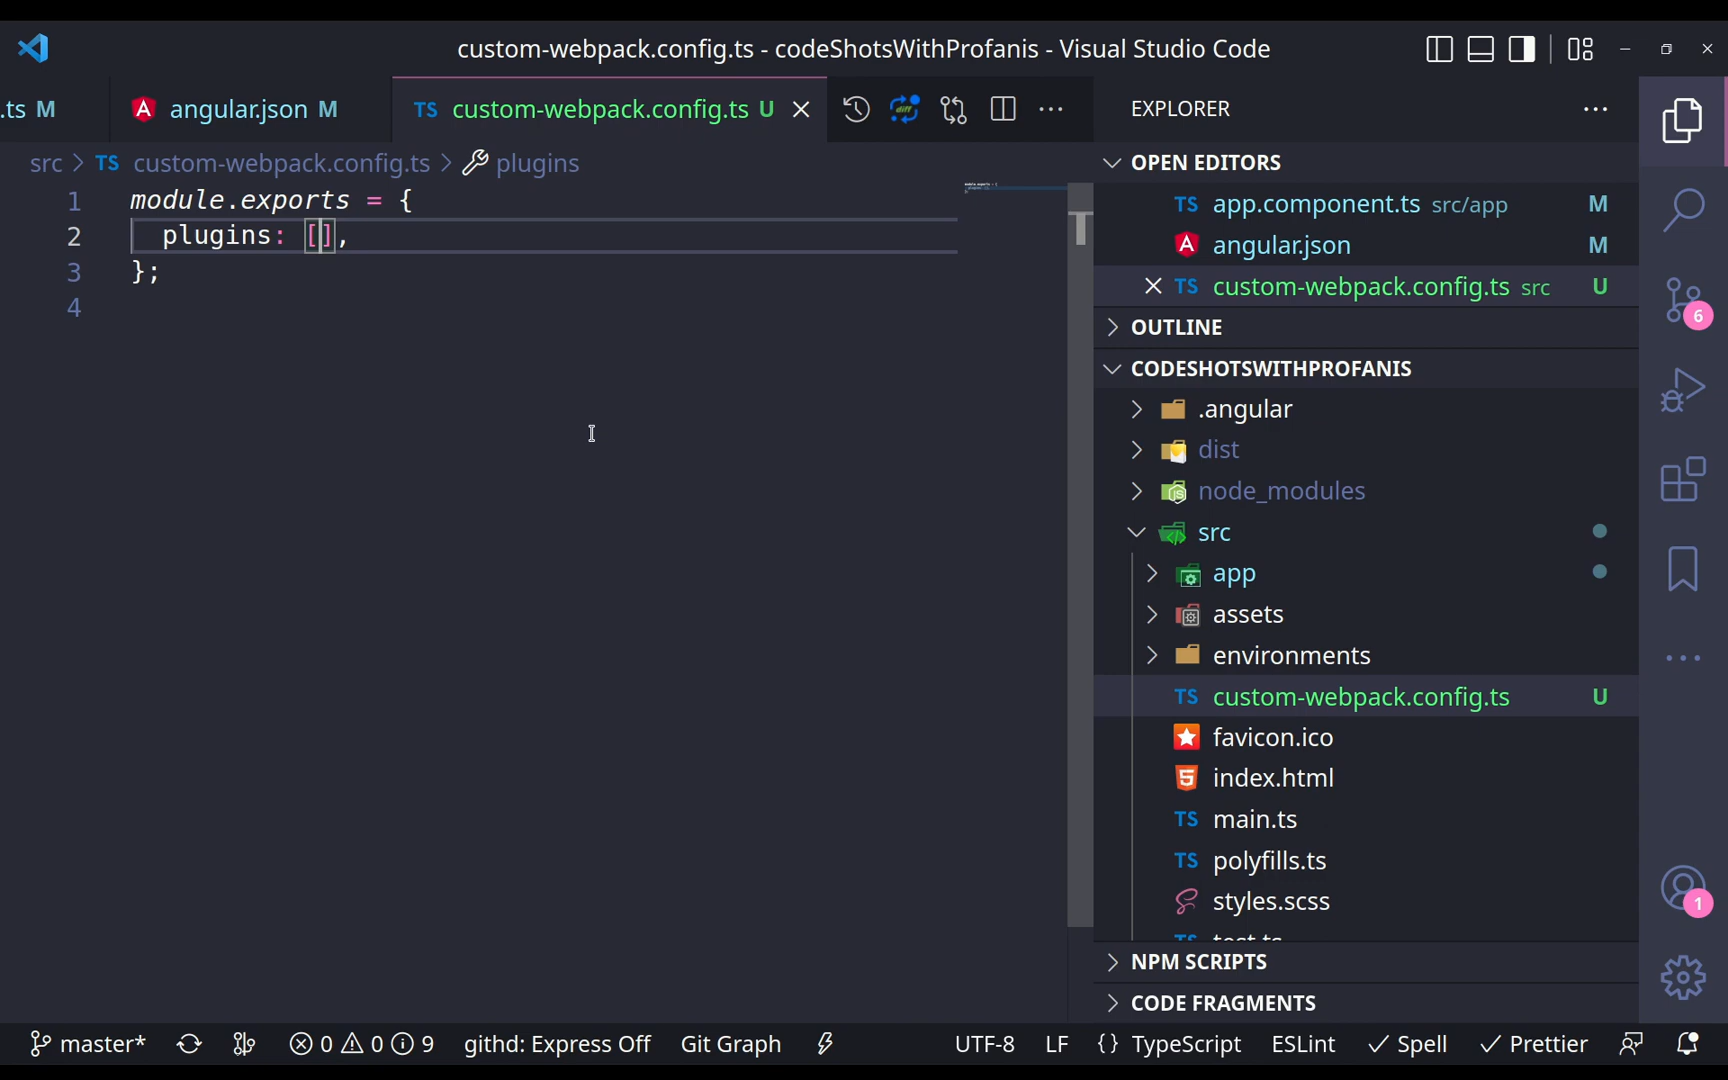 custom-webpack.config.ts - codeShotsWithProfanis - Visual Studio Code
.ts M
angular.json M
TS custom-webpack.config.ts U
EXPLORER
src > TS custom-webpack.config.ts > plugins
1 module.exports = {
2 plugins: [],
3 };
4
OPEN EDITORS
TS app.component.ts src/app M
angular.json M
TS custom-webpack.config.ts src U
OUTLINE
CODESHOTSWITHPROFANIS
.angular
dist
node_modules
src
app
assets
environments
TS custom-webpack.config.ts U
favicon.ico
index.html
TS main.ts
TS polyfills.ts
styles.scss
TS test.ts
NPM SCRIPTS
CODE FRAGMENTS
6
1
master* 0 0 9 githd: Express Off Git Graph UTF-8 LF {} TypeScript ESLint Spell Prettier